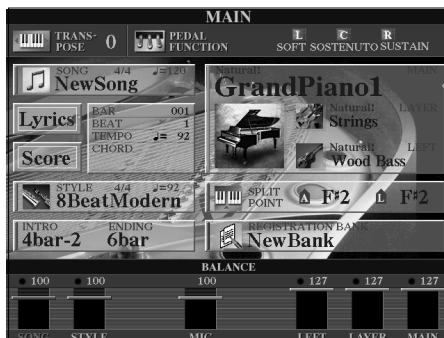 MAIN
TRANS-
POSE 0
PEDAL
FUNCTION
L C R
SOFT SOSTENUTO SUSTAIN
SONG 4/4 ♩=120
NewSong
Natural! MAIN
GrandPiano1
Lyrics
BAR 001
BEAT 1
TEMPO ♩= 92
CHORD
Score
Natural! LAYER
Strings
Natural! LEFT
Wood Bass
STYLE 4/4 ♩=92
8BeatModern
SPLIT
POINT A F♯2 L F♯2
INTRO ENDING
4bar-2 6bar
REGISTRATION BANK
NewBank
BALANCE
100 100 100 127 127 127
SONG STYLE MIC LEFT LAYER MAIN